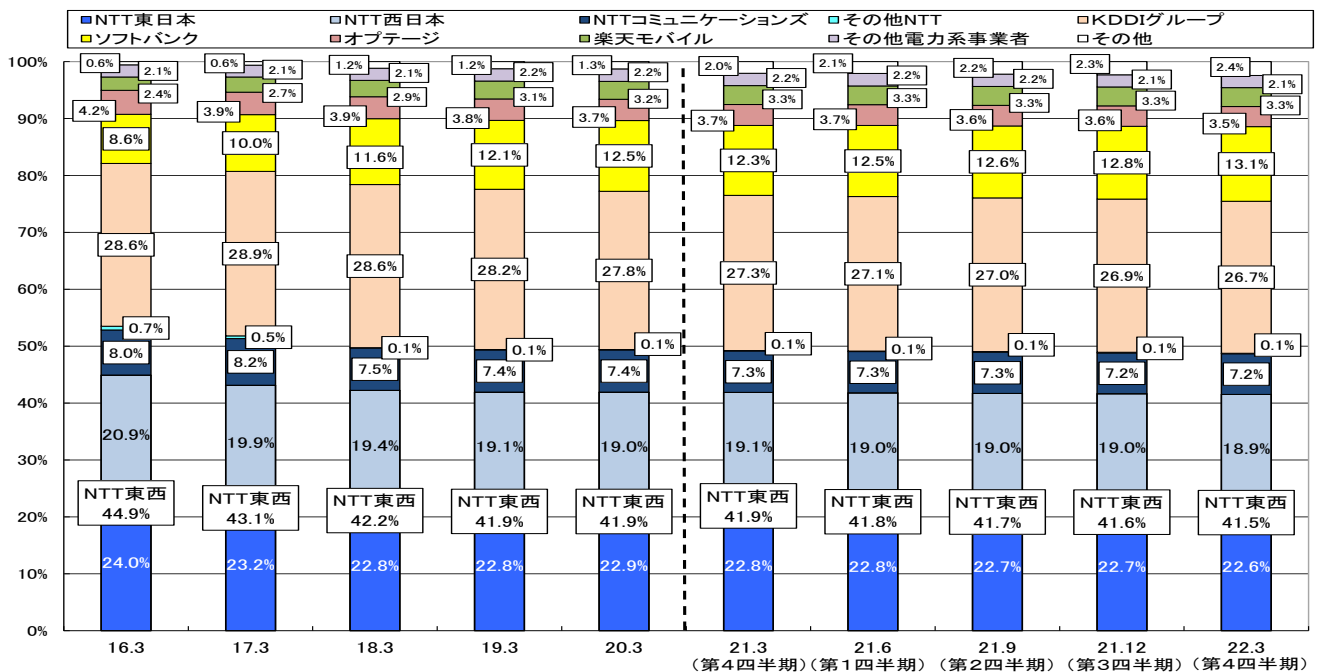 NTT東日本 NTT西日本 NTTコミュニケーションズ その他NTT KDDIグループ
ソフトバンク オプテージ 楽天モバイル その他電力系事業者 その他
100%
90%
80%
70%
60%
50%
40%
30%
20%
10%
0%
0.6% 0.6% 1.2% 1.2% 1.3% 2.0% 2.1% 2.2% 2.3% 2.4%
2.1% 2.1% 2.1% 2.2% 2.2% 2.2% 2.2% 2.2% 2.1% 2.1%
2.4% 2.7% 2.9% 3.1% 3.2% 3.3% 3.3% 3.3% 3.3% 3.3%
4.2% 3.9% 3.9% 3.8% 3.7% 3.7% 3.7% 3.6% 3.6% 3.5%
8.6% 10.0% 11.6% 12.1% 12.5% 12.3% 12.5% 12.6% 12.8% 13.1%
28.6% 28.9% 28.6% 28.2% 27.8% 27.3% 27.1% 27.0% 26.9% 26.7%
0.7% 0.5% 0.1% 0.1% 0.1% 0.1% 0.1% 0.1% 0.1% 0.1%
8.0% 8.2% 7.5% 7.4% 7.4% 7.3% 7.3% 7.3% 7.2% 7.2%
20.9% 19.9% 19.4% 19.1% 19.0% 19.1% 19.0% 19.0% 19.0% 18.9%
NTT東西 NTT東西 NTT東西 NTT東西 NTT東西 NTT東西 NTT東西 NTT東西 NTT東西 NTT東西
44.9% 43.1% 42.2% 41.9% 41.9% 41.9% 41.8% 41.7% 41.6% 41.5%
24.0% 23.2% 22.8% 22.8% 22.9% 22.8% 22.8% 22.7% 22.7% 22.6%
16.3 17.3 18.3 19.3 20.3 21.3 21.6 21.9 21.12 22.3
(第4四半期) (第1四半期) (第2四半期) (第3四半期) (第4四半期)